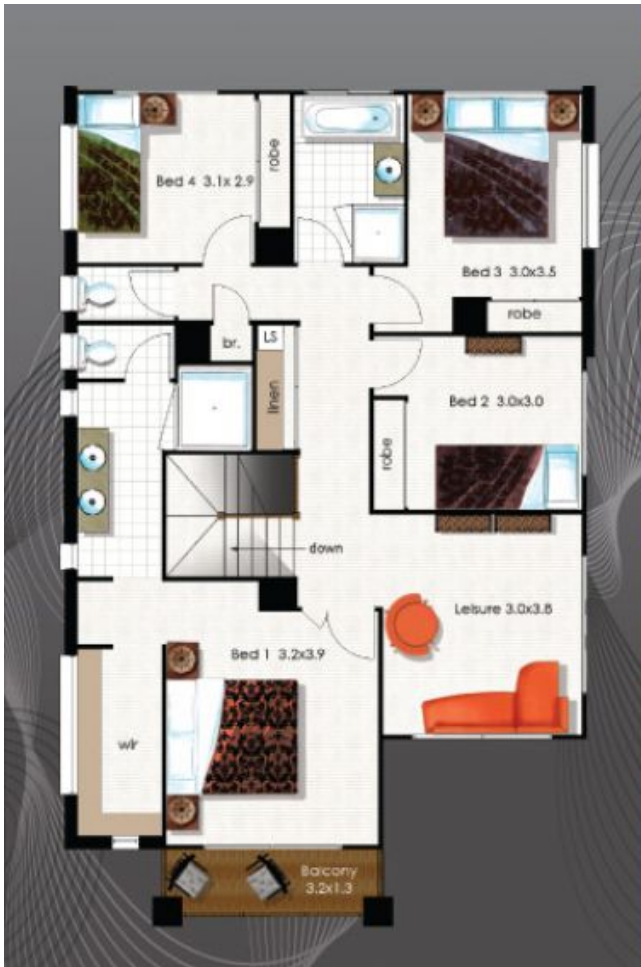 Bed 4 3.1x 2.9
robe
Bed 3 3.0x3.5
robe
br.
LS
linen
Bed 2 3.0x3.0
robe
down
Leisure 3.0x3.8
Bed 1 3.2x3.9
wir
Balcony
3.2x1.3